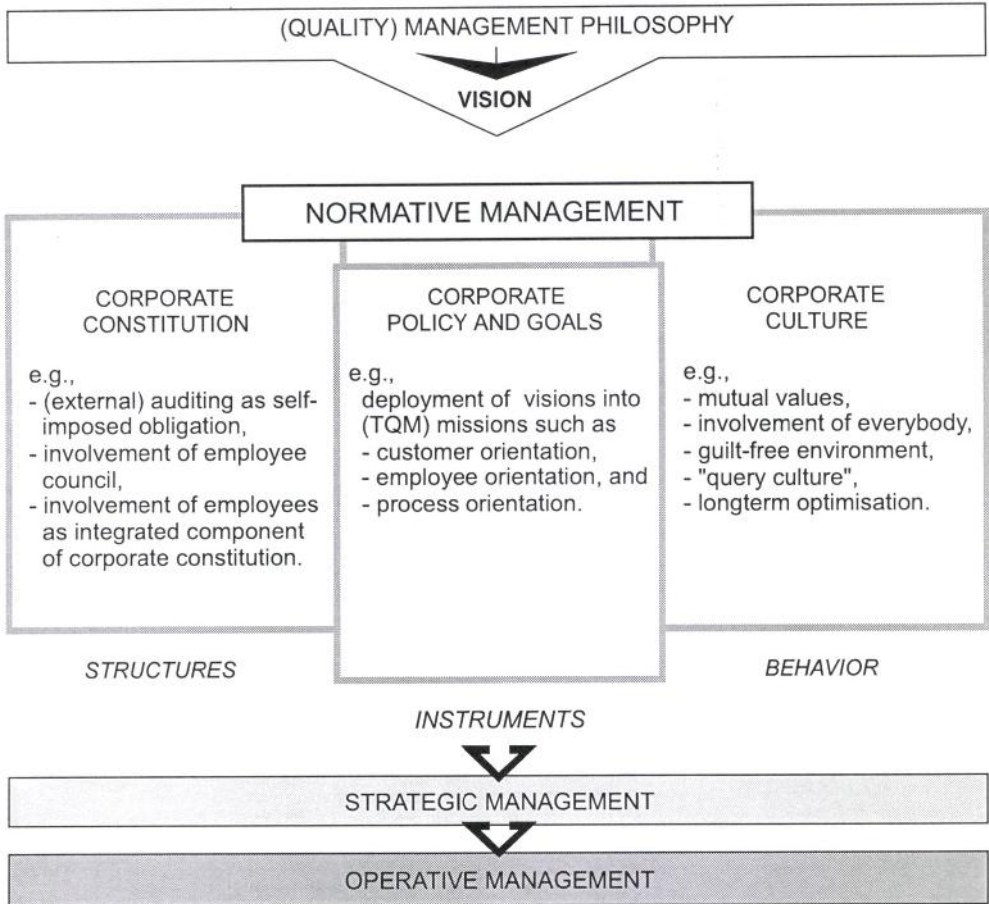 (QUALITY) MANAGEMENT PHILOSOPHY
VISION
NORMATIVE MANAGEMENT
CORPORATE
CONSTITUTION
e.g.,
- (external) auditing as self-
imposed obligation,
- involvement of employee
council,
- involvement of employees
as integrated component
of corporate constitution.
STRUCTURES
CORPORATE
POLICY AND GOALS
e.g.,
deployment of visions into
(TQM) missions such as
- customer orientation,
- employee orientation, and
- process orientation.
INSTRUMENTS
CORPORATE
CULTURE
e.g.,
- mutual values,
- involvement of everybody,
- guilt-free environment,
- "query culture",
- longterm optimisation.
BEHAVIOR
STRATEGIC MANAGEMENT
OPERATIVE MANAGEMENT